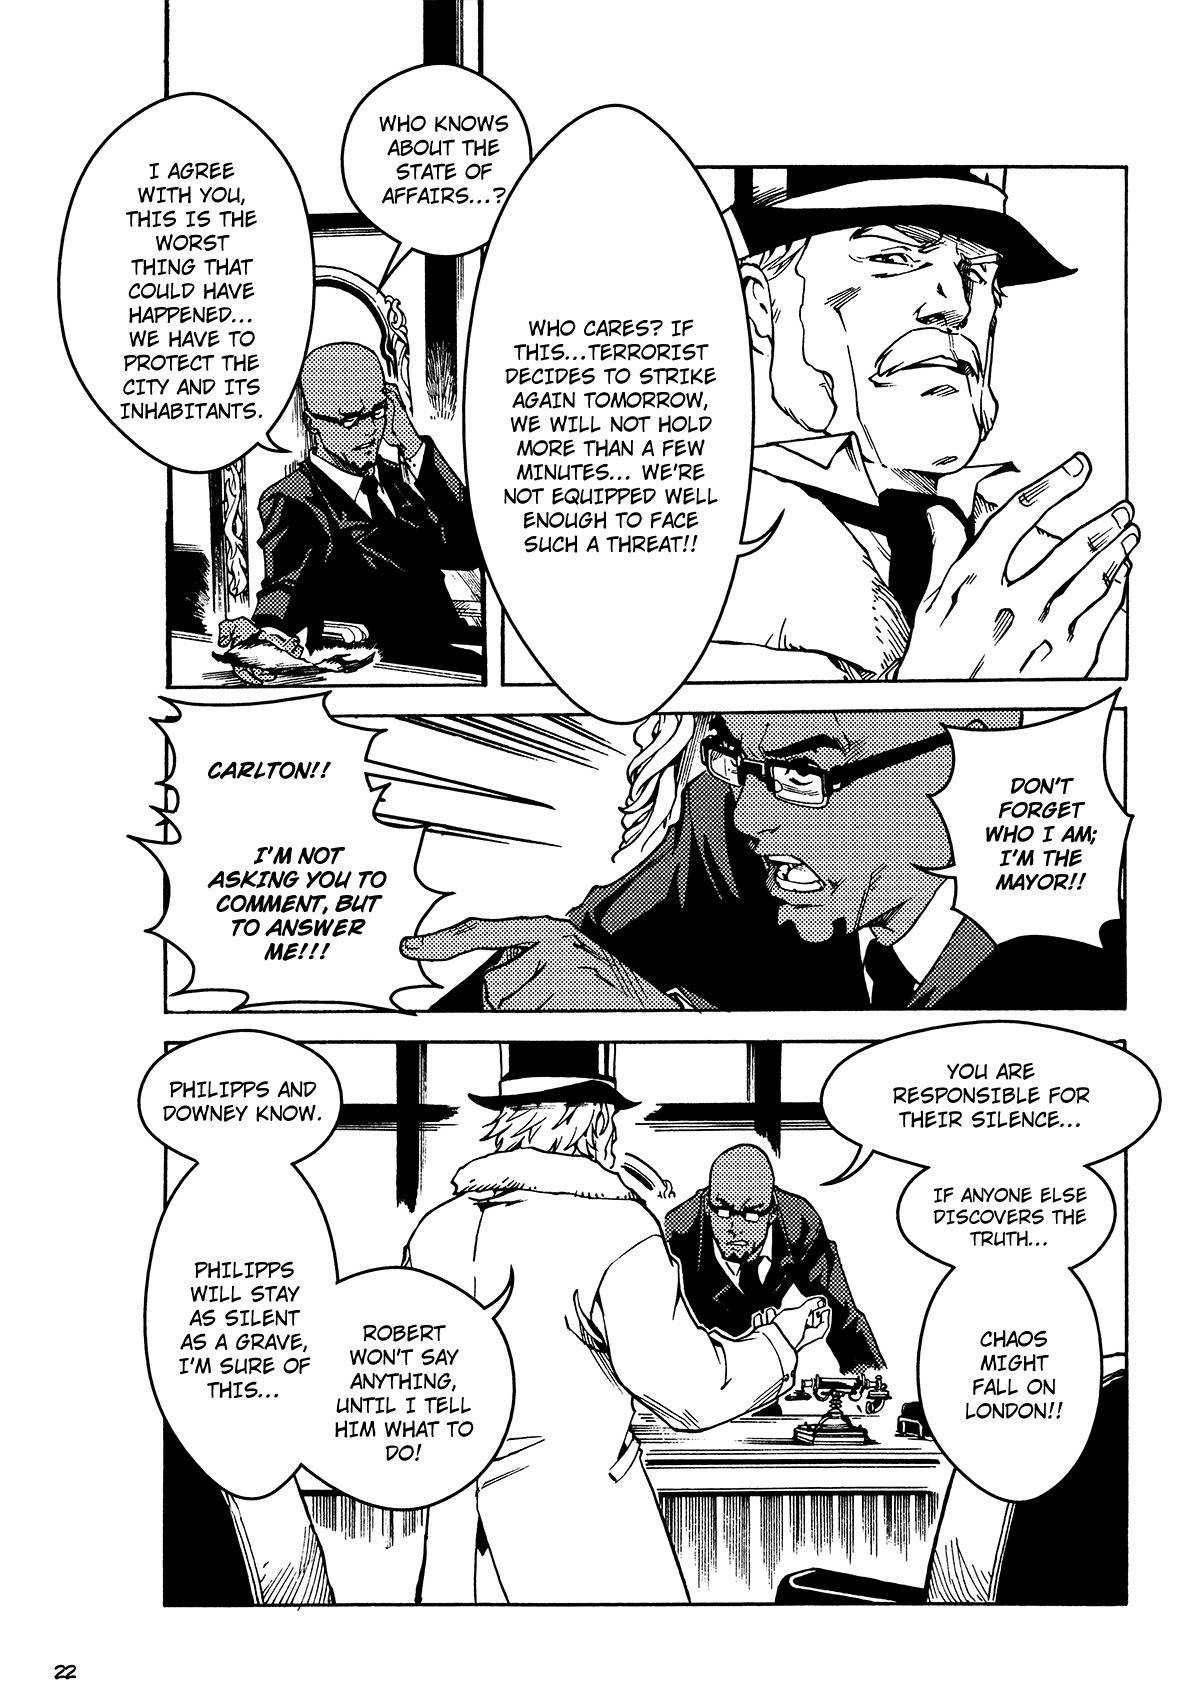 I AGREE
WITH YOU,
THIS IS THE
WORST
THING THAT
COULD HAVE
HAPPENED...
WE HAVE TO
PROTECT THE
CITY AND ITS
INHABITANTS.
WHO KNOWS
ABOUT THE
STATE OF
AFFAIRS...?
WHO CARES? IF
THIS...TERRORIST
DECIDES TO STRIKE
AGAIN TOMORROW,
WE WILL NOT HOLD
MORE THAN A FEW
MINUTES... WE'RE
NOT EQUIPPED WELL
ENOUGH TO FACE
SUCH A THREAT!!
CARLTON!!
I'M NOT
ASKING YOU TO
COMMENT, BUT
TO ANSWER
ME!!!
DON'T
FORGET
WHO I AM;
I'M THE
MAYOR!!
PHILIPPS AND
DOWNEY KNOW.
PHILIPPS
WILL STAY
AS SILENT
AS A GRAVE,
I'M SURE OF
THIS...
ROBERT
WON'T SAY
ANYTHING,
UNTIL I TELL
HIM WHAT TO
DO!
YOU ARE
RESPONSIBLE FOR
THEIR SILENCE...
IF ANYONE ELSE
DISCOVERS THE
TRUTH...
CHAOS
MIGHT
FALL ON
LONDON!!
22